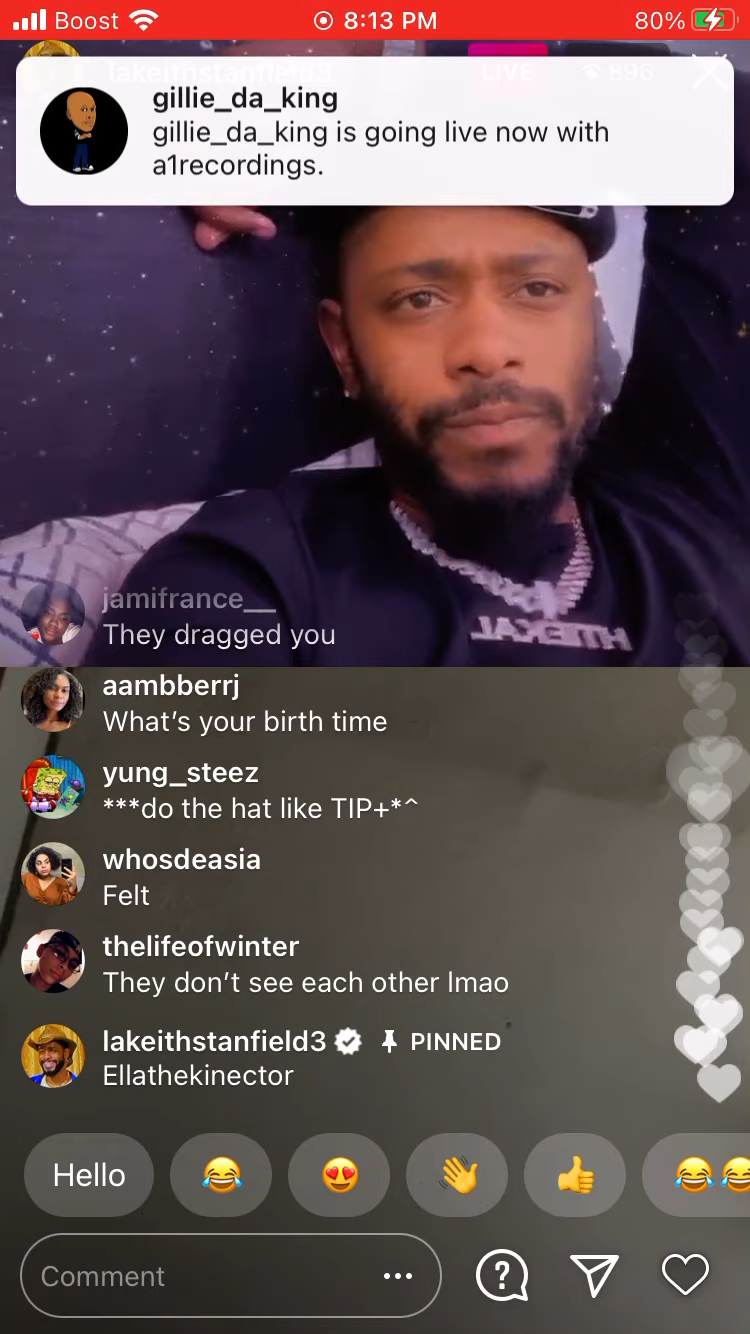 Boost 8:13 PM 80%
lakeithstanfield3 LIVE 896
gillie_da_king
gillie_da_king is going live now with
a1recordings.
jamifrance__
They dragged you
aambberrj
What's your birth time
yung_steez
***do the hat like TIP+*^
whosdeasia
Felt
thelifeofwinter
They don't see each other lmao
lakeithstanfield3 PINNED
Ellathekinector
Hello
Comment